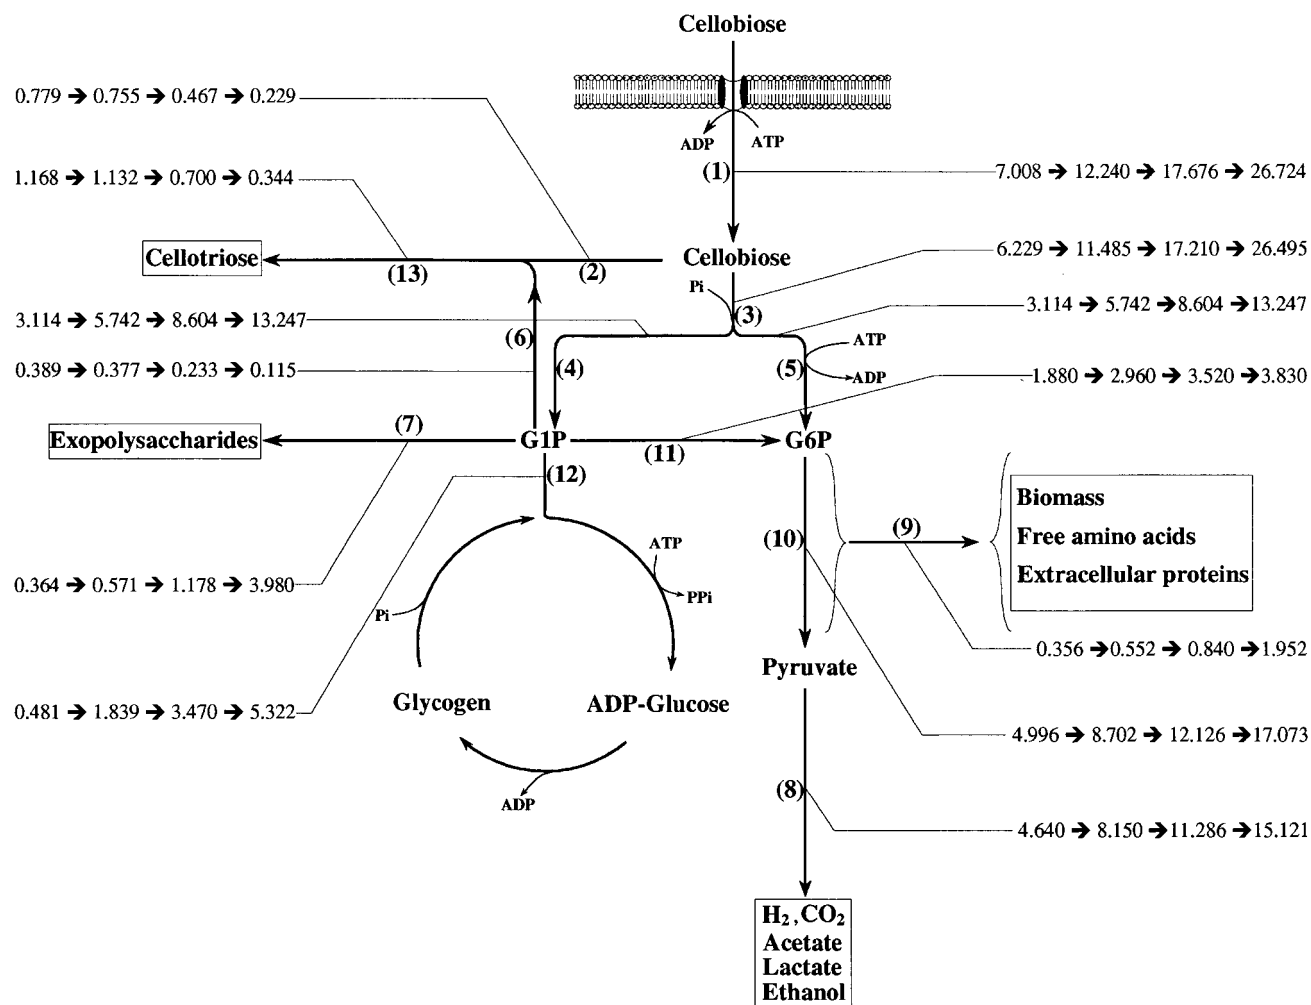 Cellobiose
0.779 ➔ 0.755 ➔ 0.467 ➔ 0.229
ADP
ATP
1.168 ➔ 1.132 ➔ 0.700 ➔ 0.344
(1)
7.008 ➔ 12.240 ➔ 17.676 ➔ 26.724
Cellotriose
(13)
(2)
Cellobiose
6.229 ➔ 11.485 ➔ 17.210 ➔ 26.495
Pi
(3)
3.114 ➔ 5.742 ➔ 8.604 ➔ 13.247
3.114 ➔ 5.742 ➔ 8.604 ➔ 13.247
(6)
ATP
0.389 ➔ 0.377 ➔ 0.233 ➔ 0.115
(4)
(5)
ADP
1.880 ➔ 2.960 ➔ 3.520 ➔ 3.830
(7)
Exopolysaccharides
G1P
(11)
G6P
(12)
Biomass
(9)
Free amino acids
(10)
ATP
Extracellular proteins
0.364 ➔ 0.571 ➔ 1.178 ➔ 3.980
PPi
Pi
0.356 ➔ 0.552 ➔ 0.840 ➔ 1.952
Pyruvate
Glycogen
ADP-Glucose
0.481 ➔ 1.839 ➔ 3.470 ➔ 5.322
4.996 ➔ 8.702 ➔ 12.126 ➔ 17.073
(8)
ADP
4.640 ➔ 8.150 ➔ 11.286 ➔ 15.121
H₂ , CO₂
Acetate
Lactate
Ethanol